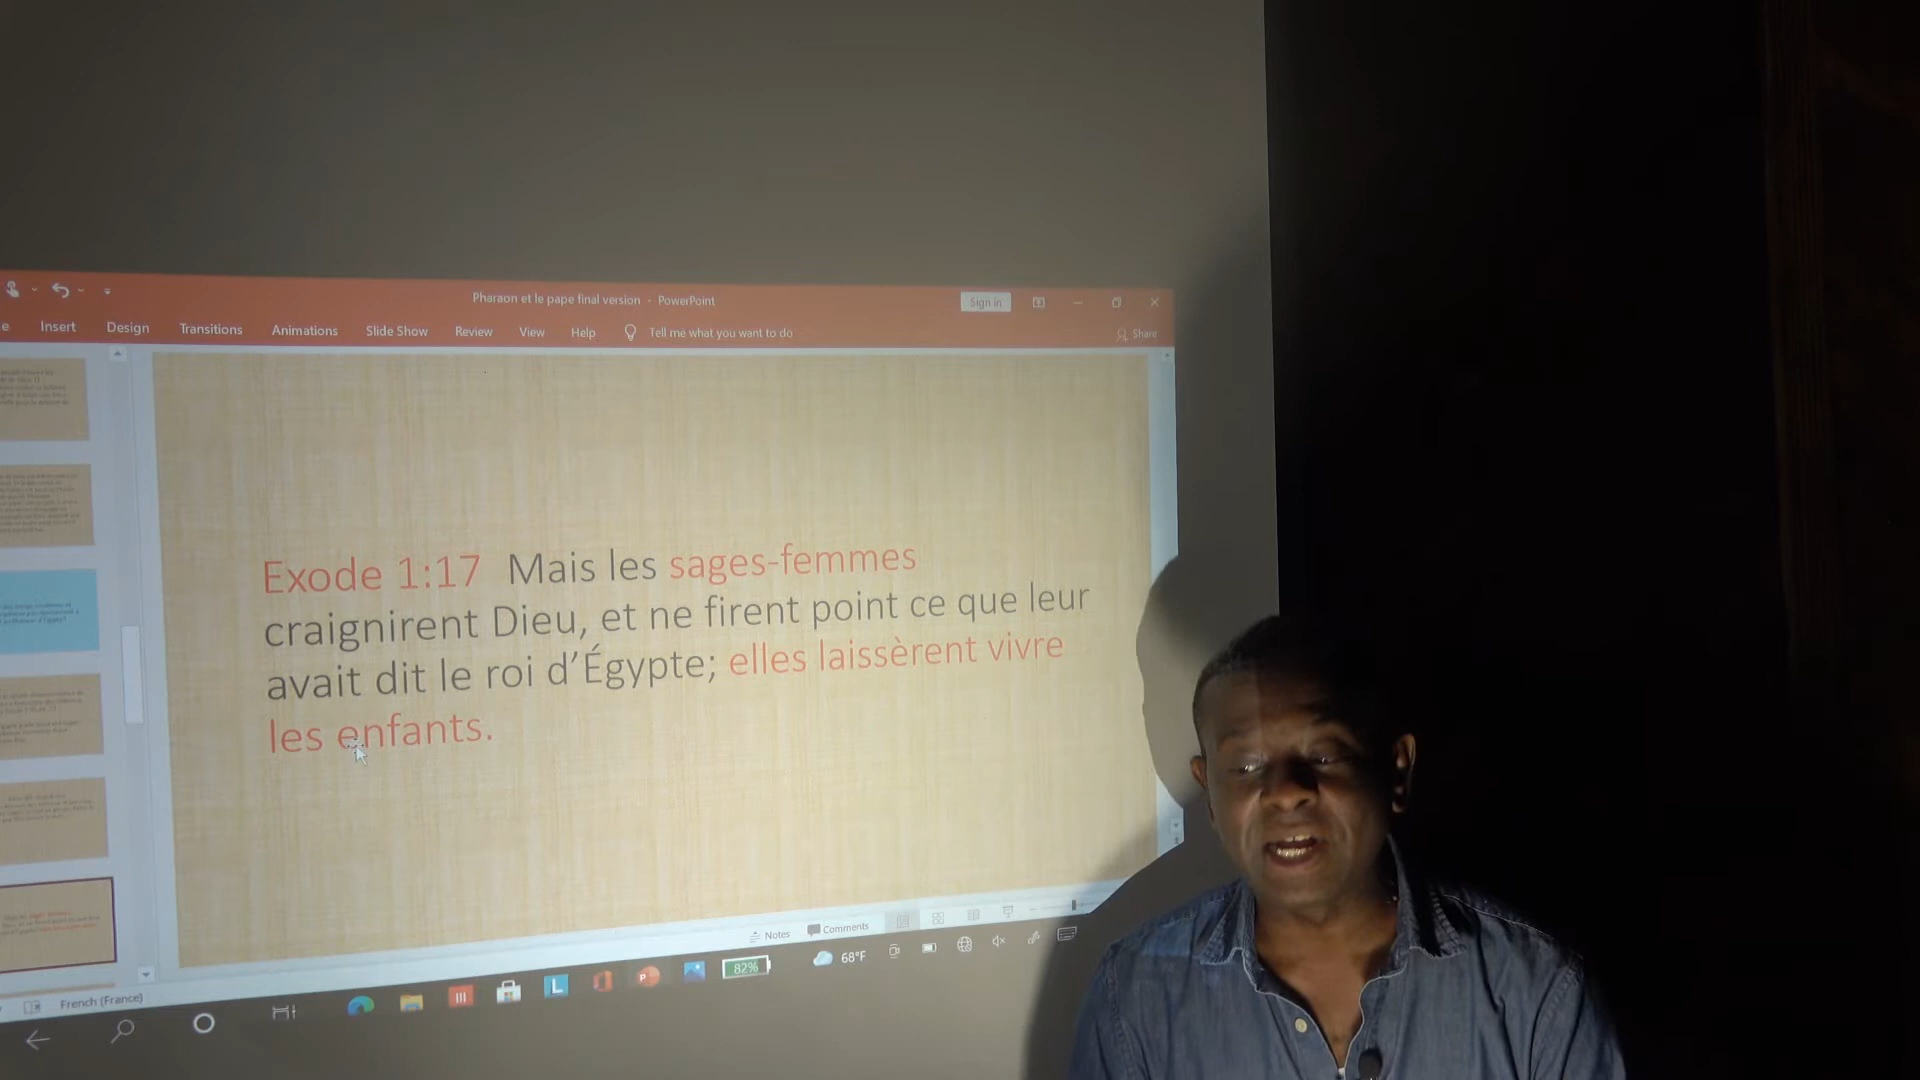 Pharaon et le pape final version - PowerPoint
Sign in
Insert Design Transitions Animations Slide Show Review View Help Tell me what you want to do Share
Exode 1:17 Mais les sages-femmes
craignirent Dieu, et ne firent point ce que leur
avait dit le roi d’Égypte; elles laissèrent vivre
les enfants.
Notes Comments
French (France)
82% 68°F